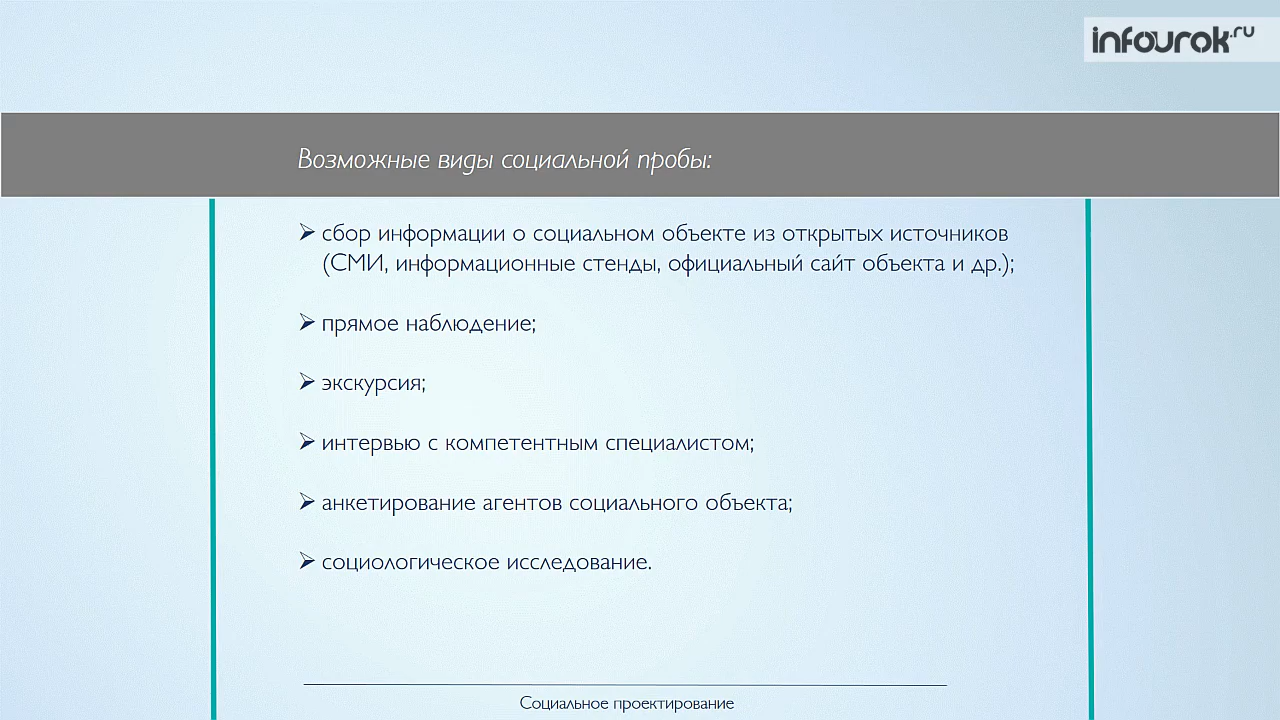 infourok.ru
Возможные виды социальной пробы:
➢ сбор информации о социальном объекте из открытых источников
(СМИ, информационные стенды, официальный сайт объекта и др.);
➢ прямое наблюдение;
➢ экскурсия;
➢ интервью с компетентным специалистом;
➢ анкетирование агентов социального объекта;
➢ социологическое исследование.
Социальное проектирование